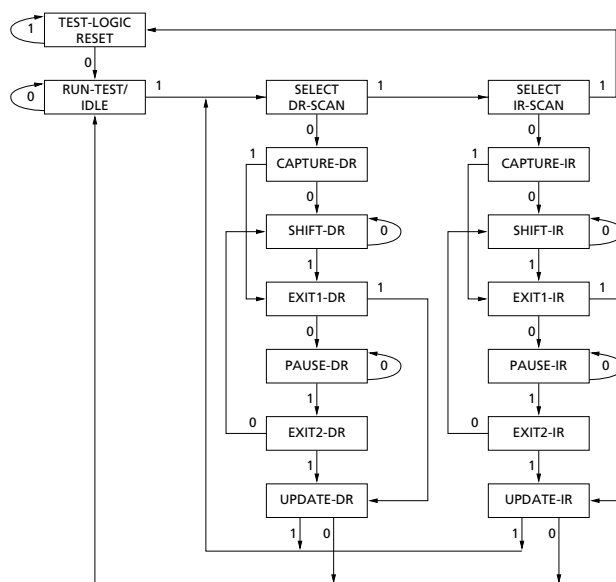 TEST-LOGIC
RESET
1
0
RUN-TEST/
IDLE
0
1
SELECT
DR-SCAN
1
SELECT
IR-SCAN
1
0
0
CAPTURE-DR
1
CAPTURE-IR
1
0
0
SHIFT-DR
0
SHIFT-IR
0
1
1
EXIT1-DR
1
EXIT1-IR
1
0
0
PAUSE-DR
0
PAUSE-IR
0
1
1
0
EXIT2-DR
0
EXIT2-IR
1
1
UPDATE-DR
UPDATE-IR
1
0
1
0